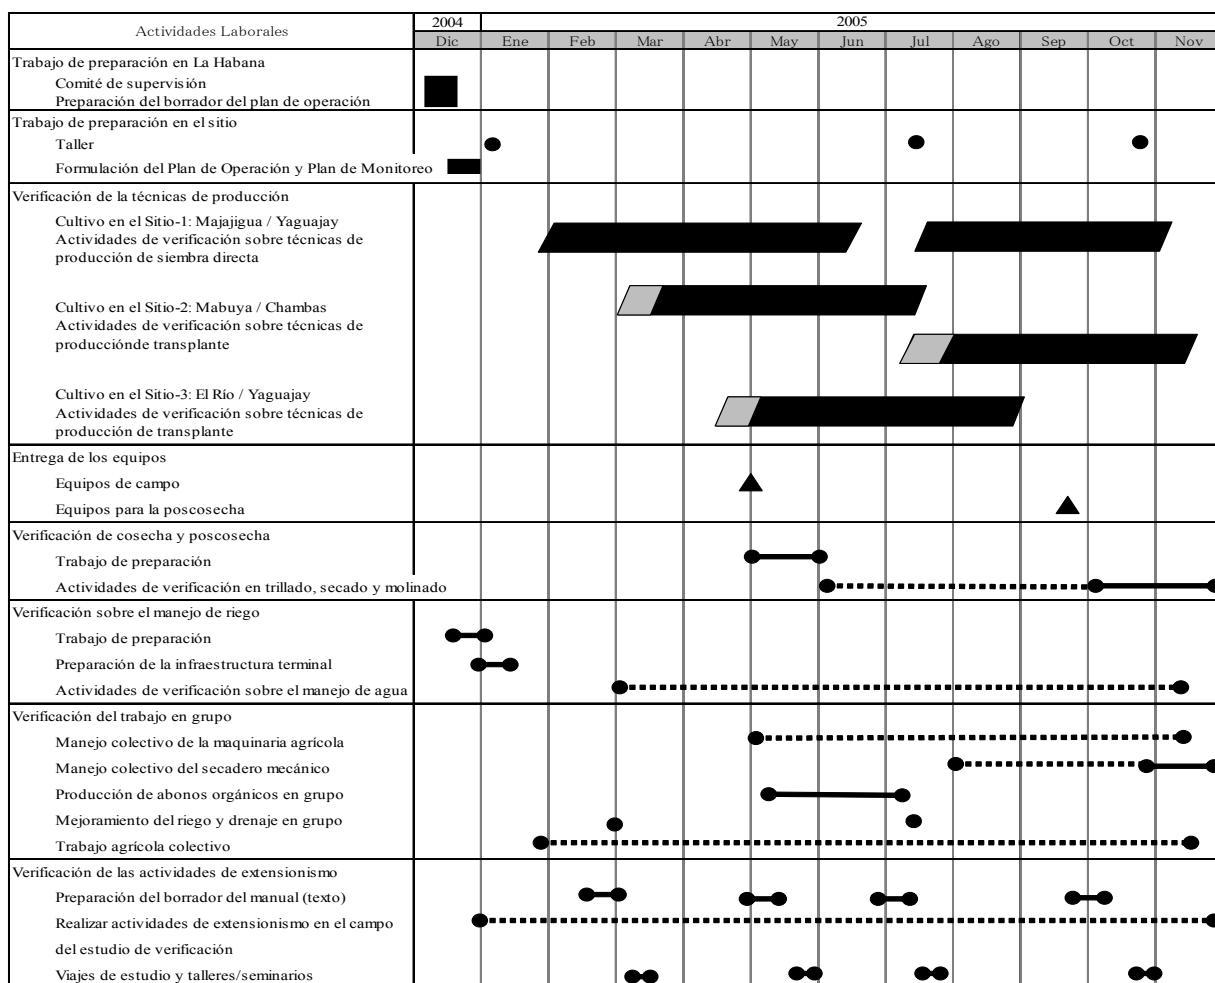 Actividades Laborales
2004 2005
Dic Ene Feb Mar Abr May Jun Jul Ago Sep Oct Nov
Trabajo de preparación en La Habana
Comité de supervisión
Preparación del borrador del plan de operación
Trabajo de preparación en el sitio
Taller
Formulación del Plan de Operación y Plan de Monitoreo
Verificación de la técnicas de producción
Cultivo en el Sitio-1: Majajigua / Yaguajay
Actividades de verificación sobre técnicas de
producción de siembra directa
Cultivo en el Sitio-2: Mabuya / Chambas
Actividades de verificación sobre técnicas de
producciónde transplante
Cultivo en el Sitio-3: El Río / Yaguajay
Actividades de verificación sobre técnicas de
producción de transplante
Entrega de los equipos
Equipos de campo
Equipos para la poscosecha
Verificación de cosecha y poscosecha
Trabajo de preparación
Actividades de verificación en trillado, secado y molinado
Verificación sobre el manejo de riego
Trabajo de preparación
Preparación de la infraestructura terminal
Actividades de verificación sobre el manejo de agua
Verificación del trabajo en grupo
Manejo colectivo de la maquinaria agrícola
Manejo colectivo del secadero mecánico
Producción de abonos orgánicos en grupo
Mejoramiento del riego y drenaje en grupo
Trabajo agrícola colectivo
Verificación de las actividades de extensionismo
Preparación del borrador del manual (texto)
Realizar actividades de extensionismo en el campo
del estudio de verificación
Viajes de estudio y talleres/seminarios